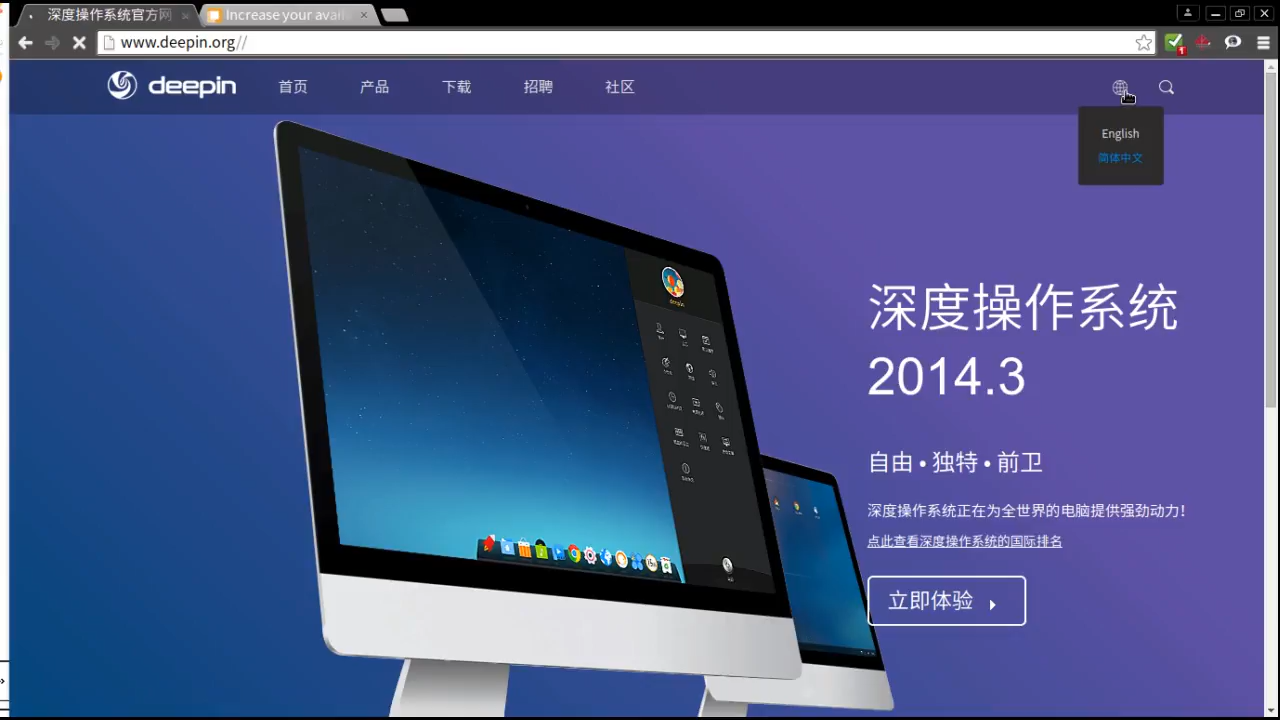 深度操作系统官方网
Increase your avail
www.deepin.org//
1
deepin
首页
产品
下载
招聘
社区
English
简体中文
深度操作系统
2014.3
自由 • 独特 • 前卫
深度操作系统正在为全世界的电脑提供强劲动力!
点此查看深度操作系统的国际排名
立即体验
deepin